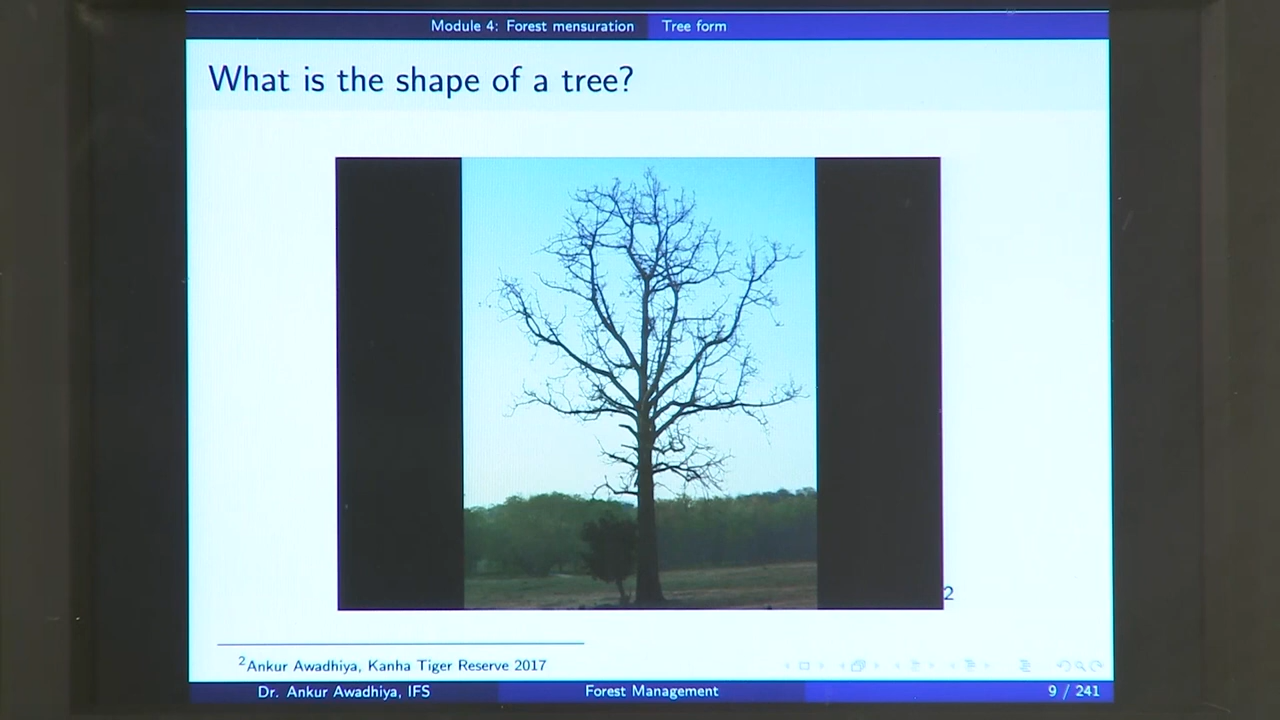 Module 4: Forest mensuration Tree form
What is the shape of a tree?
2
2Ankur Awadhiya, Kanha Tiger Reserve 2017
Dr. Ankur Awadhiya, IFS Forest Management 9 / 241